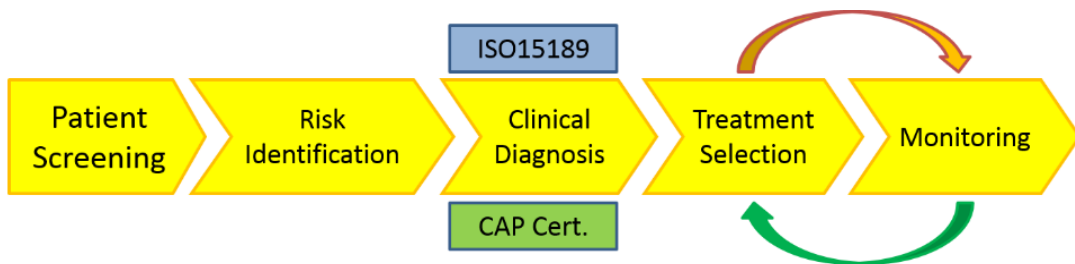 ISO15189
Patient
Screening
Risk
Identification
Clinical
Diagnosis
Treatment
Selection
Monitoring
CAP Cert.